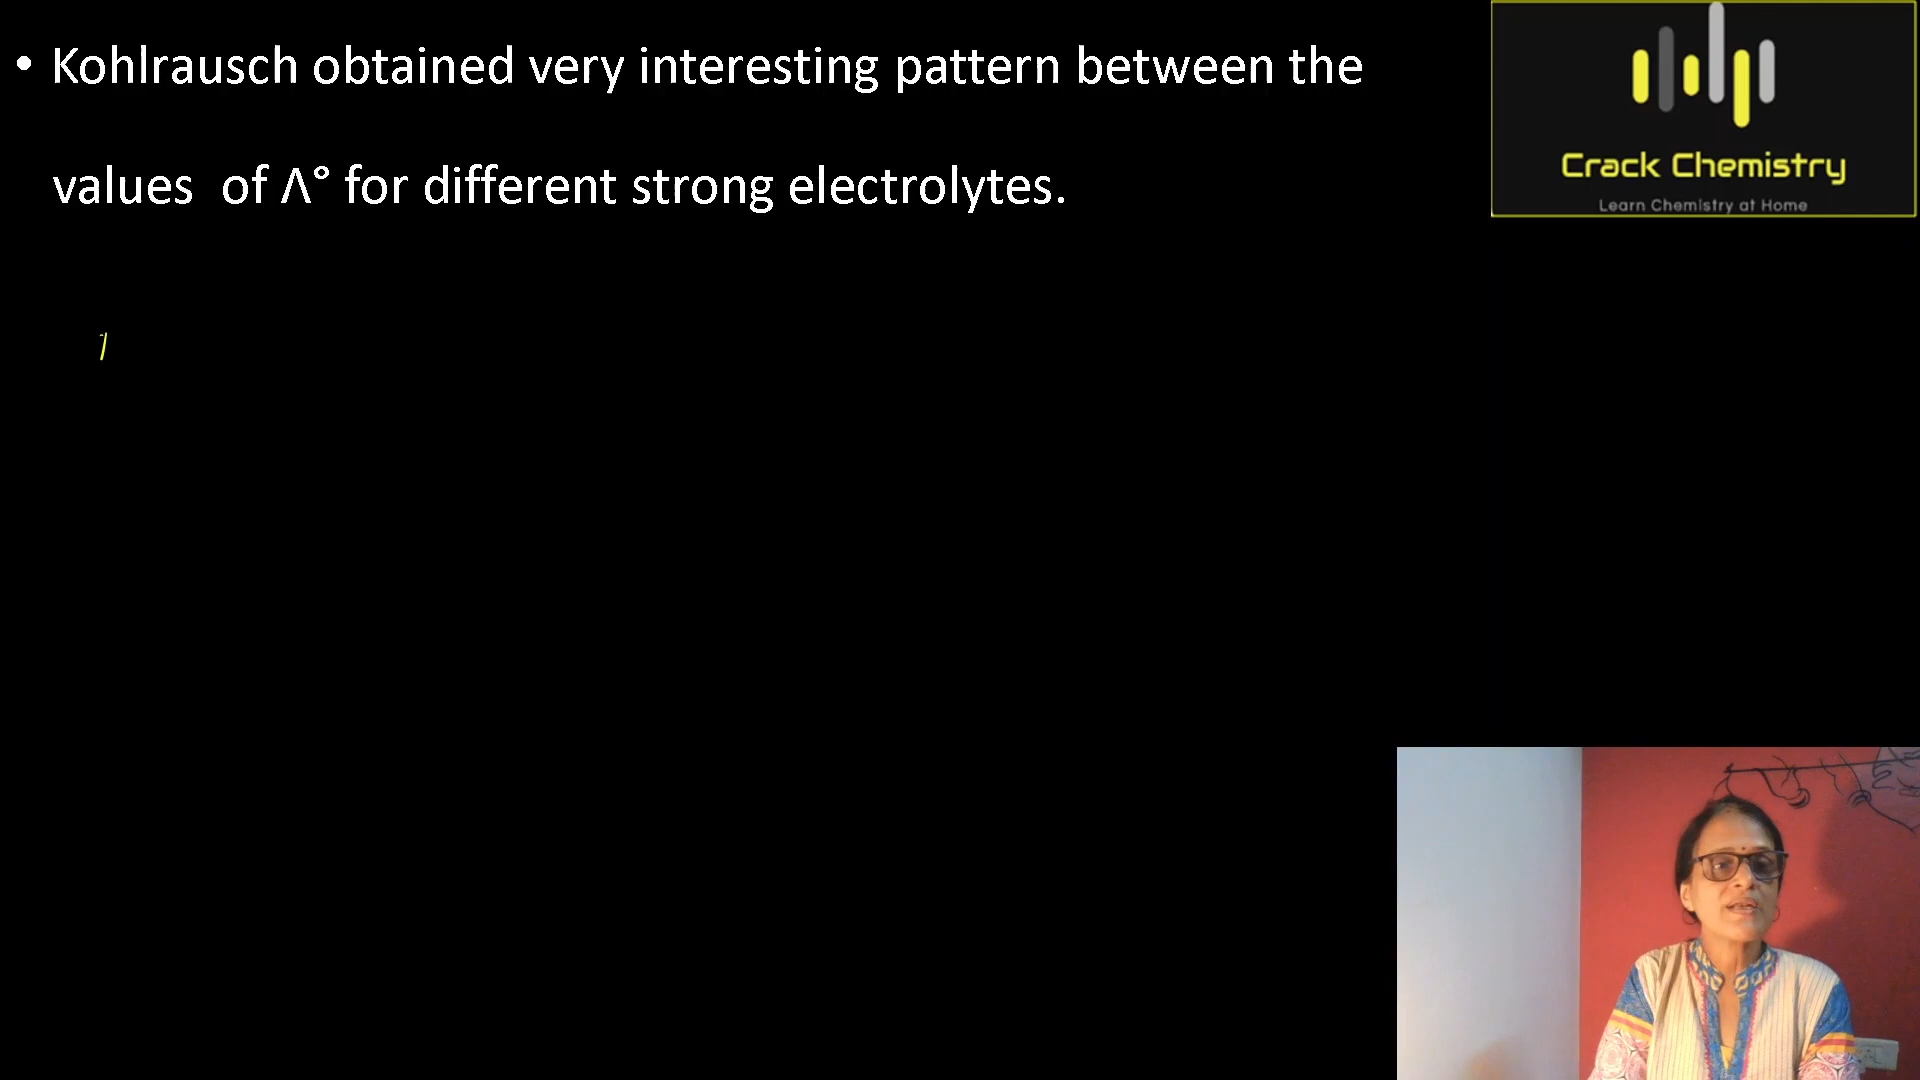 • Kohlrausch obtained very interesting pattern between the
values of Λ° for different strong electrolytes.
Crack Chemistry
Learn Chemistry at Home